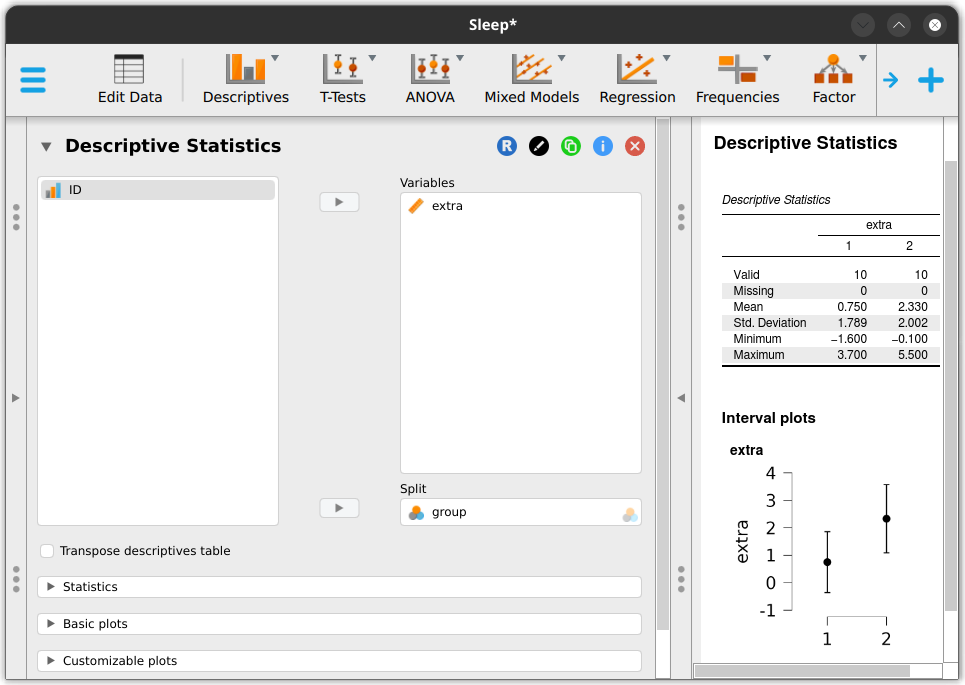 Sleep*
Edit Data
Descriptives
T-Tests
ANOVA
Mixed Models
Regression
Frequencies
Factor
Descriptive Statistics
R
i
ID
Variables
extra
Split
group
Transpose descriptives table
Statistics
Basic plots
Customizable plots
Descriptive Statistics
Descriptive Statistics
extra
1 2
Valid 10 10
Missing 0 0
Mean 0.750 2.330
Std. Deviation 1.789 2.002
Minimum −1.600 −0.100
Maximum 3.700 5.500
Interval plots
extra
4
3
2
1
0
-1
extra
1 2